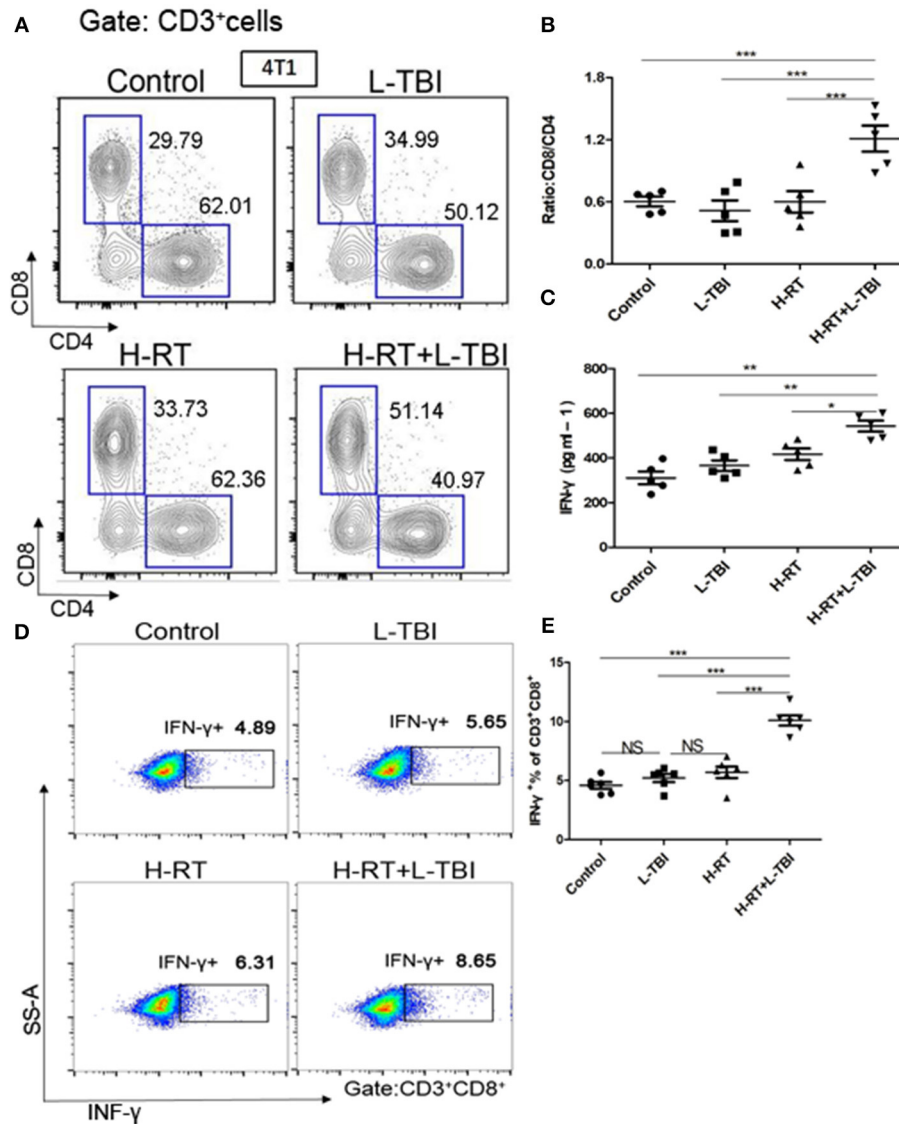 A
Gate: CD3⁺cells
4T1
Control
L-TBI
29.79
62.01
34.99
50.12
CD8
CD4
H-RT
H-RT+L-TBI
33.73
62.36
51.14
40.97
CD8
CD4
B
***
***
***
Ratio:CD8/CD4
1.8
1.2
0.6
0.0
Control
L-TBI
H-RT
H-RT+L-TBI
C
**
**
*
IFN-γ (pg ml – 1)
800
600
400
200
0
Control
L-TBI
H-RT
H-RT+L-TBI
D
Control
L-TBI
IFN-γ+ 4.89
IFN-γ+ 5.65
H-RT
H-RT+L-TBI
IFN-γ+ 6.31
IFN-γ+ 8.65
SS-A
INF-γ
Gate:CD3⁺CD8⁺
E
***
***
***
NS
NS
IFN-γ ⁺% of CD3⁺CD8⁺
15
10
5
0
Control
L-TBI
H-RT
H-RT+L-TBI